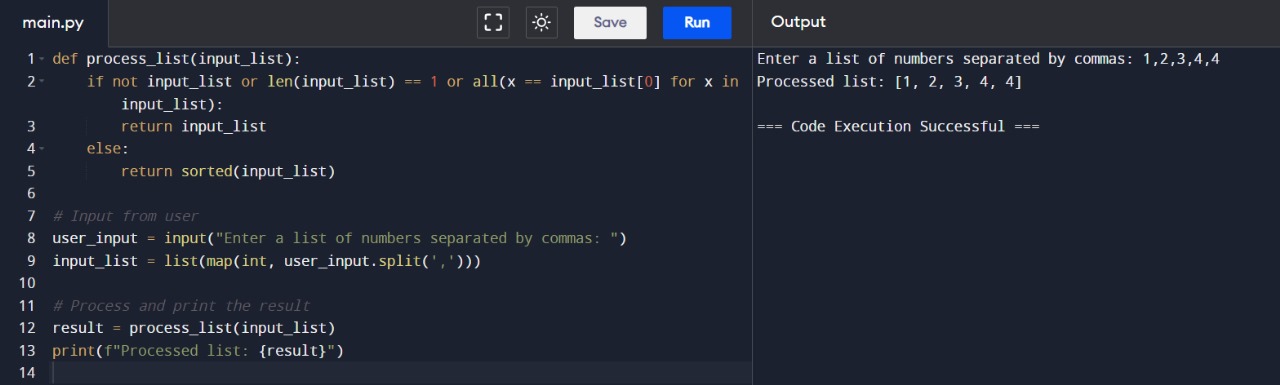 main.py
Save
Run
Output
1 def process_list(input_list):
2     if not input_list or len(input_list) == 1 or all(x == input_list[0] for x in
            input_list):
3         return input_list
4     else:
5         return sorted(input_list)
6
7 # Input from user
8 user_input = input("Enter a list of numbers separated by commas: ")
9 input_list = list(map(int, user_input.split(',')))
10
11 # Process and print the result
12 result = process_list(input_list)
13 print(f"Processed list: {result}")
14
Enter a list of numbers separated by commas: 1,2,3,4,4
Processed list: [1, 2, 3, 4, 4]
=== Code Execution Successful ===